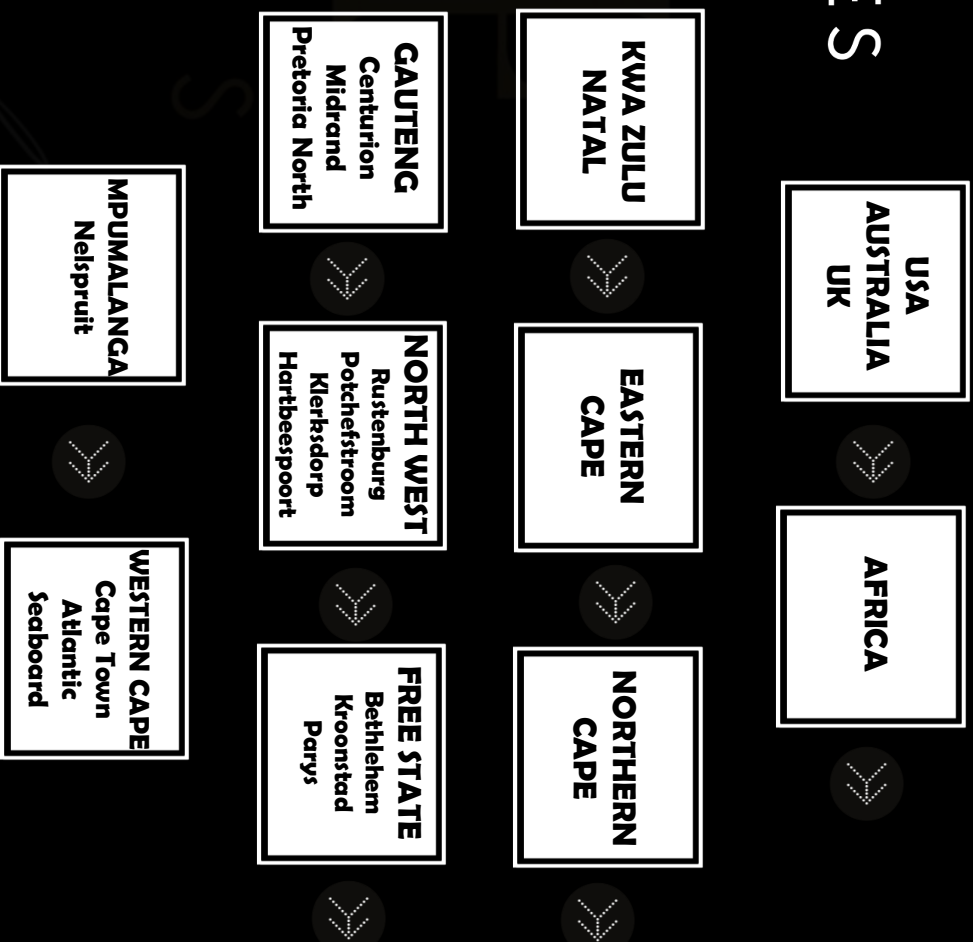 ES
USA
AUSTRALIA
UK
AFRICA
KWA ZULU
NATAL
EASTERN
CAPE
NORTHERN
CAPE
GAUTENG
Centurion
Midrand
Pretoria North
NORTH WEST
Rustenburg
Potchefstroom
Klerksdorp
Hartbeespoort
FREE STATE
Bethlehem
Kroonstad
Parys
MPUMALANGA
Nelspruit
WESTERN CAPE
Cape Town
Atlantic
Seaboard